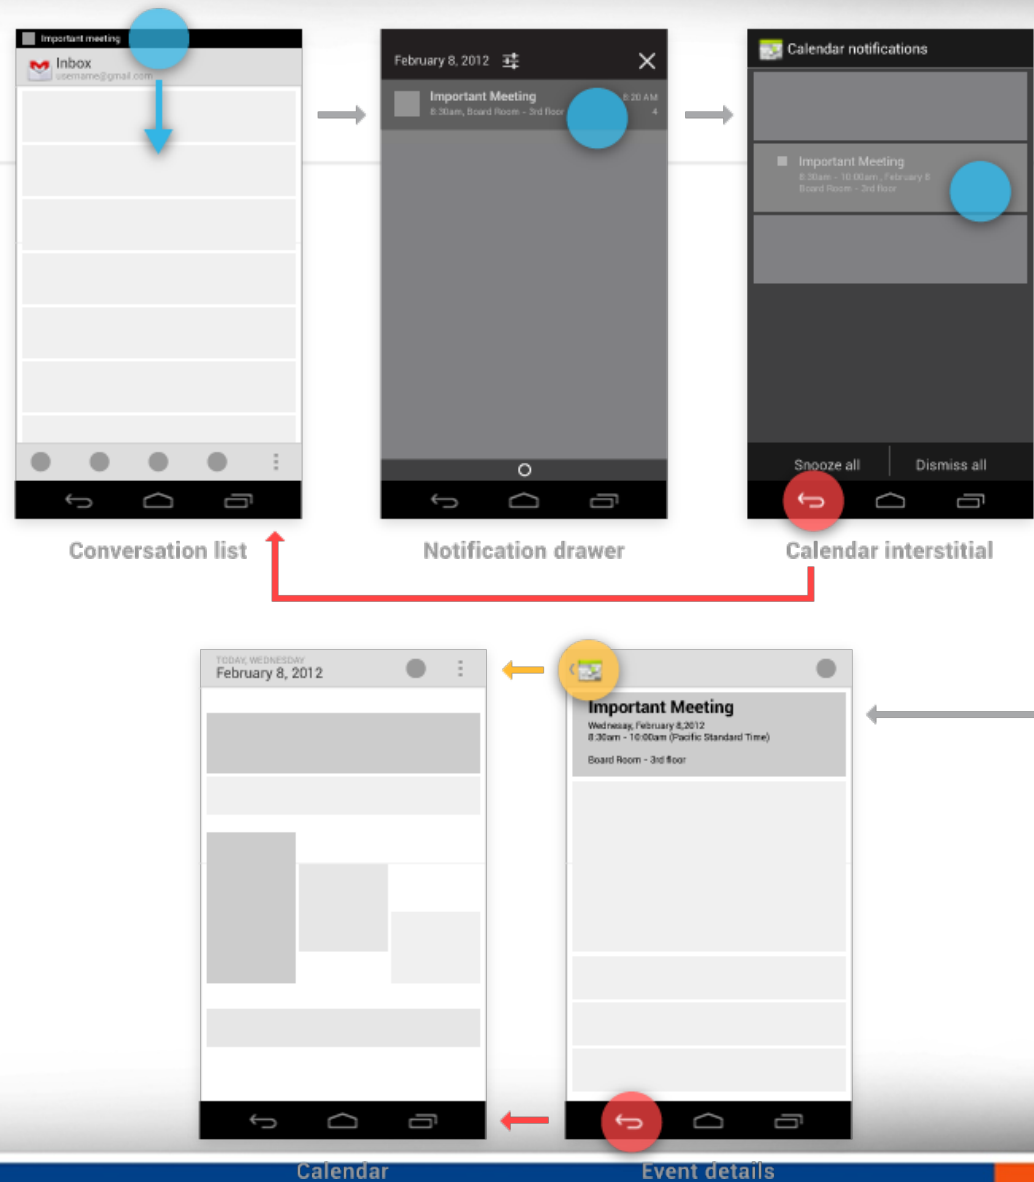 Important meeting
Inbox
username@gmail.com
February 8, 2012
Important Meeting
8:20 AM
8:30am, Board Room - 3rd floor
4
Calendar notifications
Important Meeting
8:30am - 10:00am, February 8
Board Room - 3rd floor
Snooze all
Dismiss all
Conversation list
Notification drawer
Calendar interstitial
TODAY, WEDNESDAY
February 8, 2012
Important Meeting
Wednesay, February 8,2012
8:30am - 10:00am (Pacific Standard Time)
Board Room - 3rd floor
Calendar
Event details